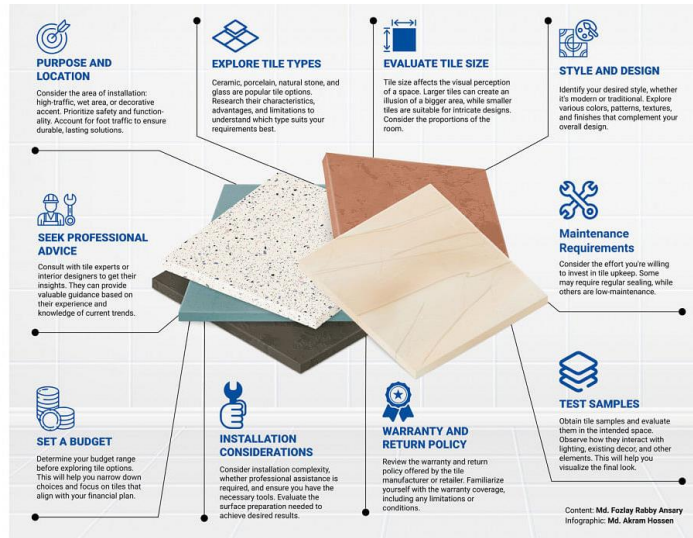 PURPOSE AND
LOCATION
Consider the area of installation:
high-traffic, wet area, or decorative
accent. Prioritize safety and function-
ality. Account for foot traffic to ensure
durable, lasting solutions.
EXPLORE TILE TYPES
Ceramic, porcelain, natural stone, and
glass are popular tile options.
Research their characteristics,
advantages, and limitations to
understand which type suits your
requirements best.
EVALUATE TILE SIZE
Tile size affects the visual perception
of a space. Larger tiles can create an
illusion of a bigger area, while smaller
tiles are suitable for intricate designs.
Consider the proportions of the
room.
STYLE AND DESIGN
Identify your desired style, whether
it's modern or traditional. Explore
various colors, patterns, textures,
and finishes that complement your
overall design.
SEEK PROFESSIONAL
ADVICE
Consult with tile experts or
interior designers to get their
insights. They can provide
valuable guidance based on
their experience and
knowledge of current trends.
Maintenance
Requirements
Consider the effort you're willing
to invest in tile upkeep. Some
may require regular sealing, while
others are low-maintenance.
SET A BUDGET
Determine your budget range
before exploring tile options.
This will help you narrow down
choices and focus on tiles that
align with your financial plan.
INSTALLATION
CONSIDERATIONS
Consider installation complexity,
whether professional assistance is
required, and ensure you have the
necessary tools. Evaluate the
surface preparation needed to
achieve desired results.
WARRANTY AND
RETURN POLICY
Review the warranty and return
policy offered by the tile
manufacturer or retailer. Familiarize
yourself with the warranty coverage,
including any limitations or
conditions.
TEST SAMPLES
Obtain tile samples and evaluate
them in the intended space.
Observe how they interact with
lighting, existing decor, and other
elements. This will help you
visualize the final look.
Content: Md. Fozlay Rabby Ansary
Infographic: Md. Akram Hossen